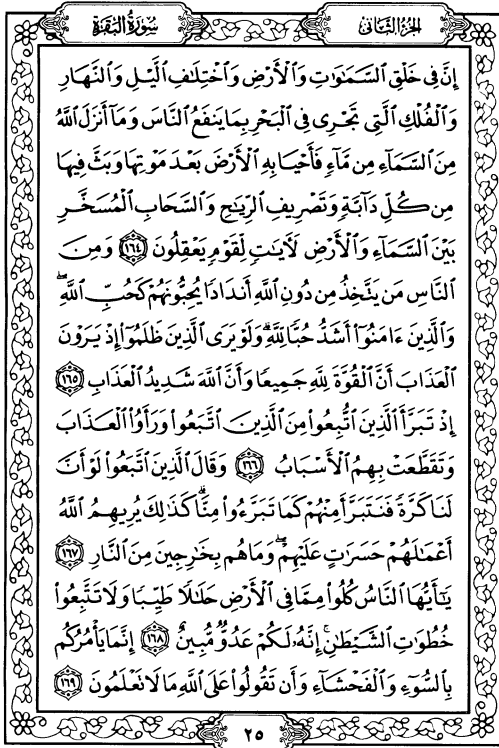 سورة البقرة
الجزء الثاني
إِنَّ فِي خَلْقِ ٱلسَّمَٰوَٰتِ وَٱلْأَرْضِ وَٱخْتِلَٰفِ ٱلَّيْلِ وَٱلنَّهَارِ
وَٱلْفُلْكِ ٱلَّتِي تَجْرِي فِي ٱلْبَحْرِ بِمَا يَنفَعُ ٱلنَّاسَ وَمَآ أَنزَلَ ٱللَّهُ
مِنَ ٱلسَّمَآءِ مِن مَّآءٍ فَأَحْيَا بِهِ ٱلْأَرْضَ بَعْدَ مَوْتِهَا وَبَثَّ فِيهَا
مِن كُلِّ دَآبَّةٍ وَتَصْرِيفِ ٱلرِّيَٰحِ وَٱلسَّحَابِ ٱلْمُسَخَّرِ
بَيْنَ ٱلسَّمَآءِ وَٱلْأَرْضِ لَأٓيَٰتٍ لِّقَوْمٍ يَعْقِلُونَ ١٦٤ وَمِنَ
ٱلنَّاسِ مَن يَتَّخِذُ مِن دُونِ ٱللَّهِ أَندَادًا يُحِبُّونَهُمْ كَحُبِّ ٱللَّهِۖ
وَٱلَّذِينَ ءَامَنُوٓا۟ أَشَدُّ حُبًّا لِّلَّهِۗ وَلَوْ يَرَى ٱلَّذِينَ ظَلَمُوٓا۟ إِذْ يَرَوْنَ
ٱلْعَذَابَ أَنَّ ٱلْقُوَّةَ لِلَّهِ جَمِيعًا وَأَنَّ ٱللَّهَ شَدِيدُ ٱلْعَذَابِ ١٦٥
إِذْ تَبَرَّأَ ٱلَّذِينَ ٱتُّبِعُوا۟ مِنَ ٱلَّذِينَ ٱتَّبَعُوا۟ وَرَأَوُا۟ ٱلْعَذَابَ
وَتَقَطَّعَتْ بِهِمُ ٱلْأَسْبَابُ ١٦٦ وَقَالَ ٱلَّذِينَ ٱتَّبَعُوا۟ لَوْ أَنَّ
لَنَا كَرَّةً فَنَتَبَرَّأَ مِنْهُمْ كَمَا تَبَرَّءُوا۟ مِنَّاۗ كَذَٰلِكَ يُرِيهِمُ ٱللَّهُ
أَعْمَٰلَهُمْ حَسَرَٰتٍ عَلَيْهِمْۖ وَمَا هُم بِخَٰرِجِينَ مِنَ ٱلنَّارِ ١٦٧
يَٰٓأَيُّهَا ٱلنَّاسُ كُلُوا۟ مِمَّا فِي ٱلْأَرْضِ حَلَٰلًا طَيِّبًا وَلَا تَتَّبِعُوا۟
خُطُوَٰتِ ٱلشَّيْطَٰنِۚ إِنَّهُۥ لَكُمْ عَدُوٌّ مُّبِينٌ ١٦٨ إِنَّمَا يَأْمُرُكُم
بِٱلسُّوٓءِ وَٱلْفَحْشَآءِ وَأَن تَقُولُوا۟ عَلَى ٱللَّهِ مَا لَا تَعْلَمُونَ ١٦٩
٢٥